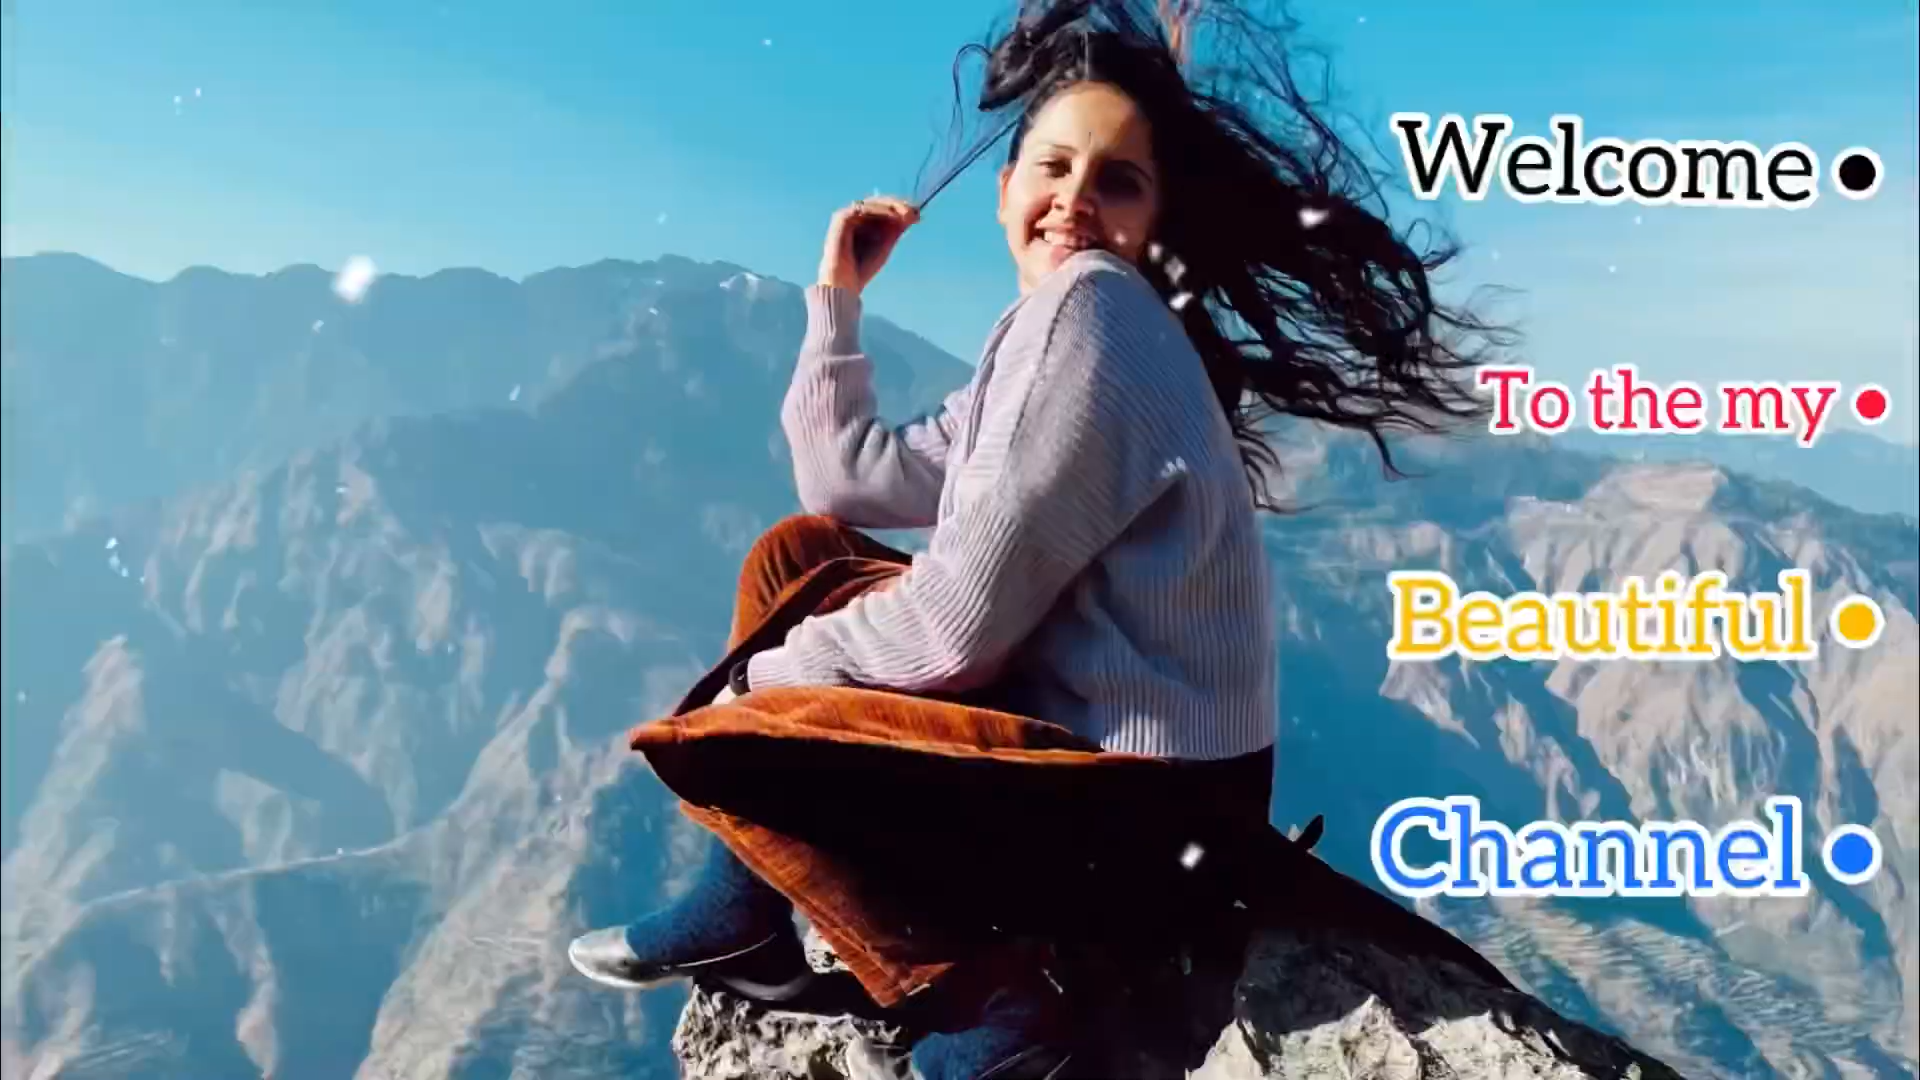 Welcome •
To the my •
Beautiful •
Channel •